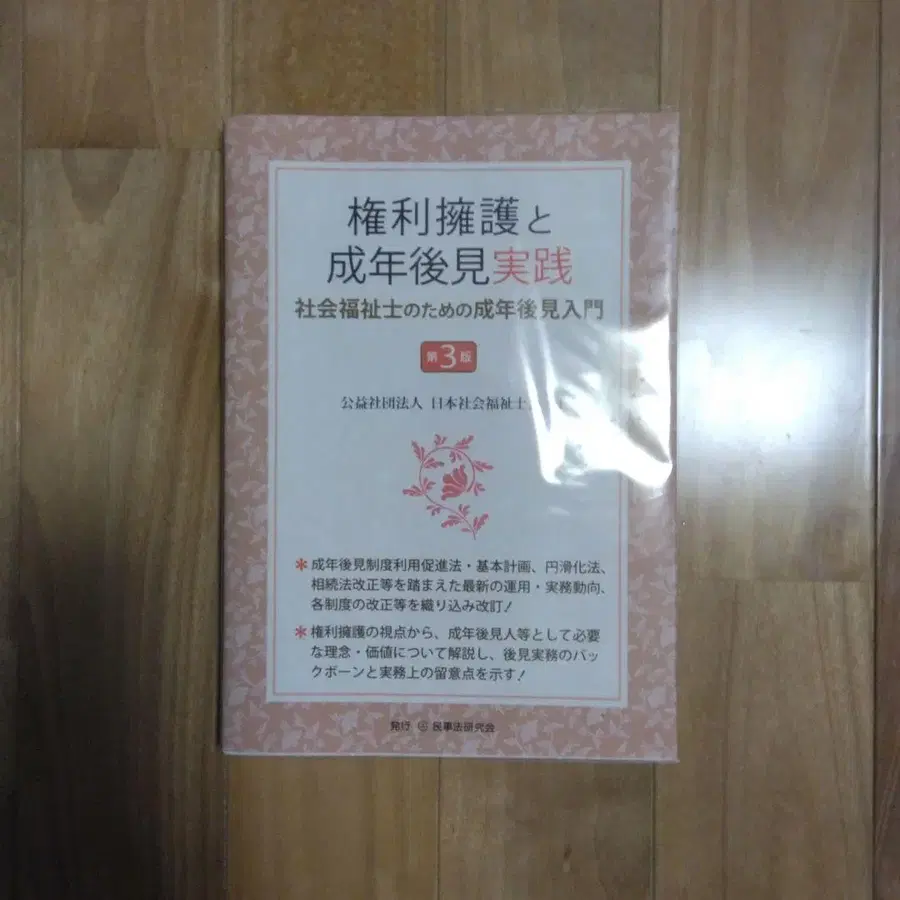 権利擁護と
成年後見実践
社会福祉士のための成年後見入門
第3版
公益社団法人 日本社会福祉士
＊成年後見制度利用促進法・基本計画、円滑化法、
相続法改正等を踏まえた最新の運用・実務動向、
各制度の改正等を織り込み改訂！
＊権利擁護の視点から、成年後見人等として必要
な理念・価値について解説し、後見実務のバッ
クボーンと実務上の留意点を示す！
発行 民事法研究会